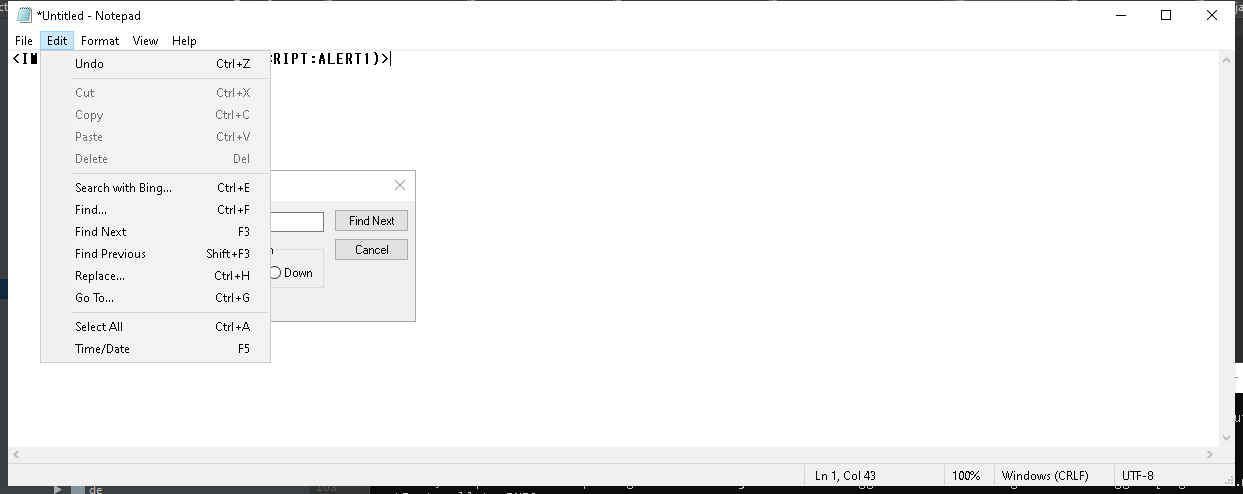 *Untitled - Notepad
File Edit Format View Help
<IM RIPT:ALERT1)>
Undo Ctrl+Z
Cut Ctrl+X
Copy Ctrl+C
Paste Ctrl+V
Delete Del
Search with Bing... Ctrl+E
Find... Ctrl+F
Find Next F3
Find Previous Shift+F3
Replace... Ctrl+H
Go To... Ctrl+G
Select All Ctrl+A
Time/Date F5
Find Next
Cancel
Down
Ln 1, Col 43 100% Windows (CRLF) UTF-8
de